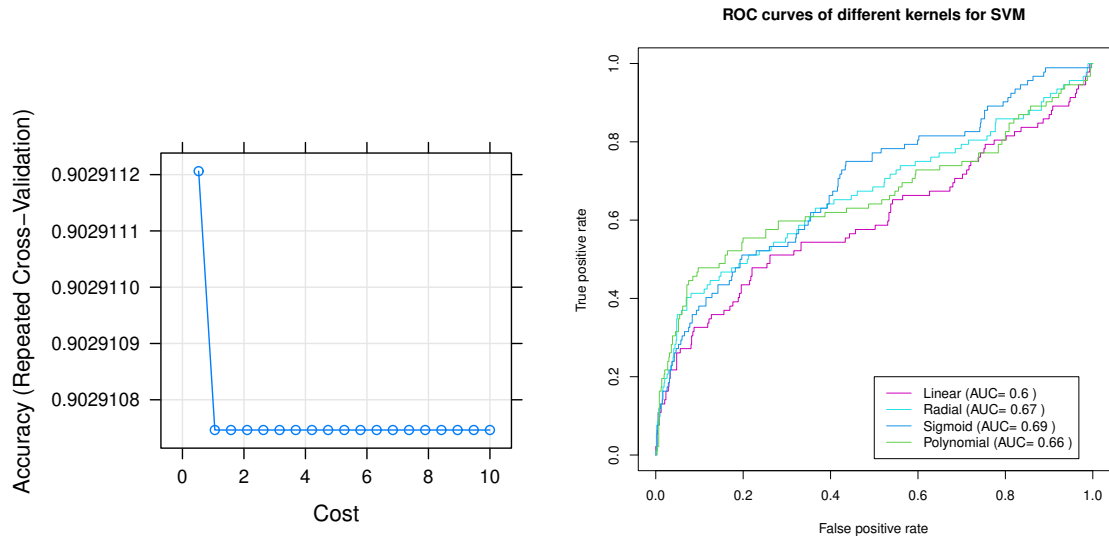 Accuracy (Repeated Cross−Validation)
0.9029112
0.9029111
0.9029110
0.9029109
0.9029108
0 2 4 6 8 10
Cost
ROC curves of different kernels for SVM
True positive rate
1.0
0.8
0.6
0.4
0.2
0.0
Linear (AUC= 0.6 )
Radial (AUC= 0.67 )
Sigmoid (AUC= 0.69 )
Polynomial (AUC= 0.66 )
0.0 0.2 0.4 0.6 0.8 1.0
False positive rate